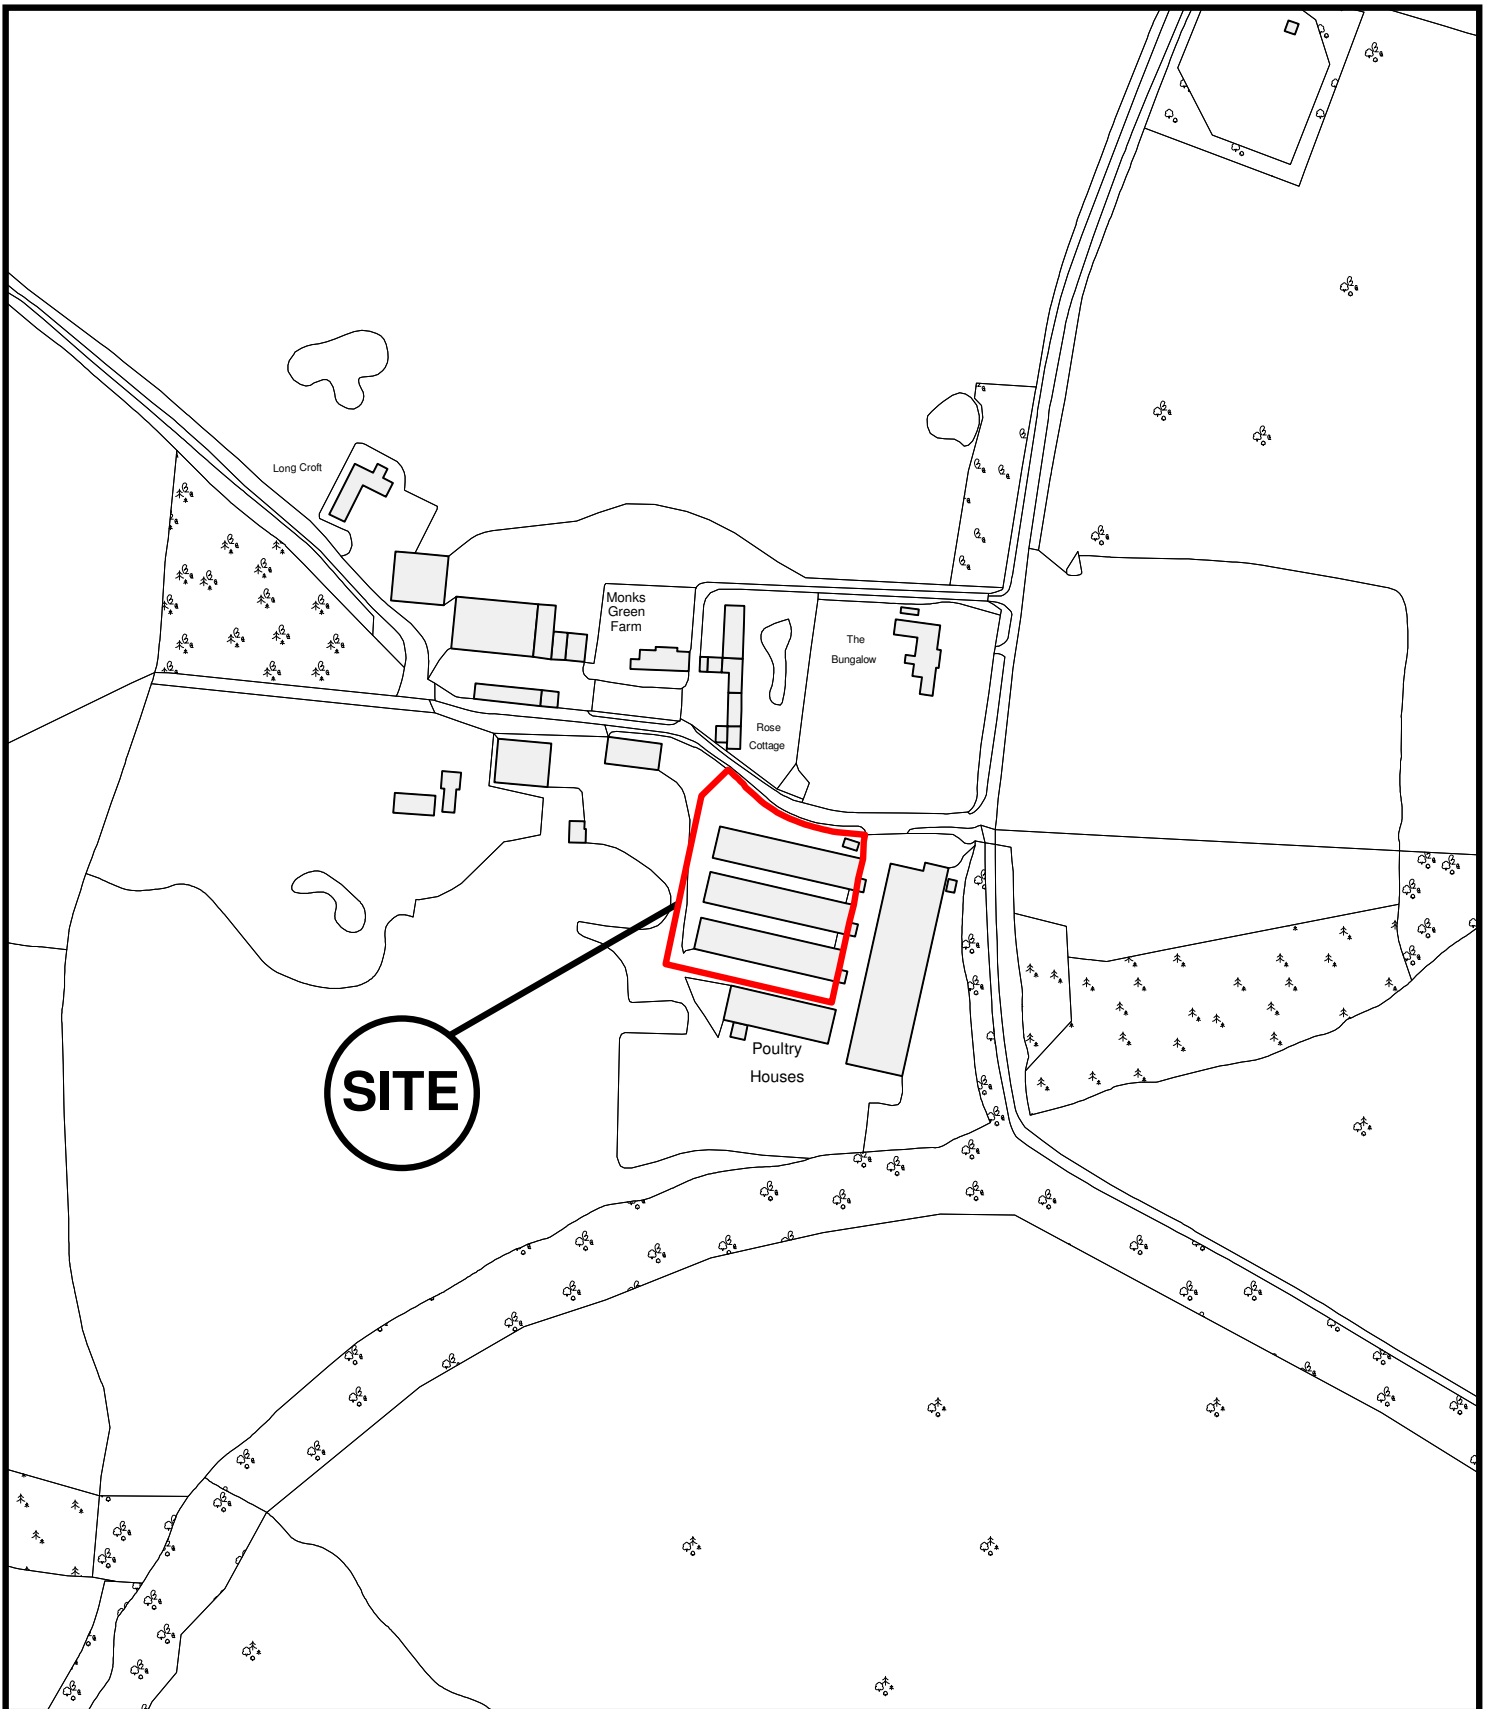 Long Croft
Monks
Green
Farm
The
Bungalow
Rose
Cottage
SITE
Poultry
Houses